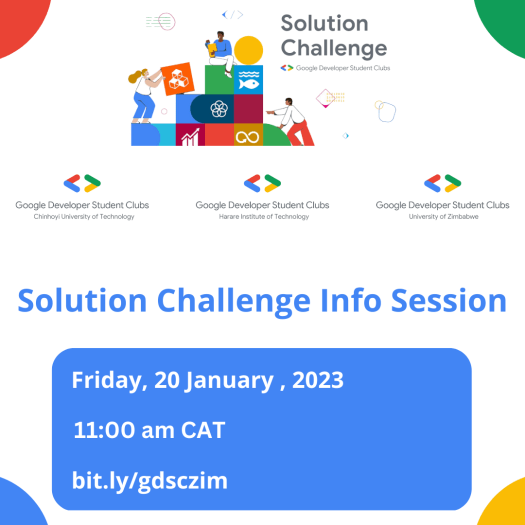 Solution
Challenge
Google Developer Student Clubs
Google Developer Student Clubs
Chinhoyi University of Technology
Google Developer Student Clubs
Harare Institute of Technology
Google Developer Student Clubs
University of Zimbabwe
Solution Challenge Info Session
Friday, 20 January , 2023
11:00 am CAT
bit.ly/gdsczim